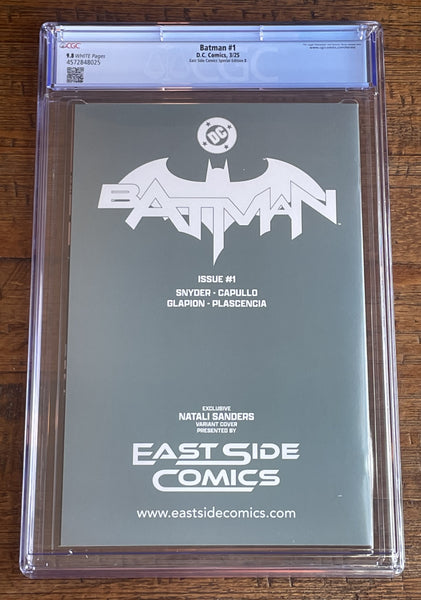 CGC
Batman #1
9.8 WHITE Pages
D.C. Comics, 3/25
4572848025
East Side Comics Special Edition B
DC
BATMAN
ISSUE #1
SNYDER - CAPULLO
GLAPION - PLASCENCIA
EXCLUSIVE
NATALI SANDERS
VARIANT COVER
PRESENTED BY
EAST SIDE
COMICS
www.eastsidecomics.com